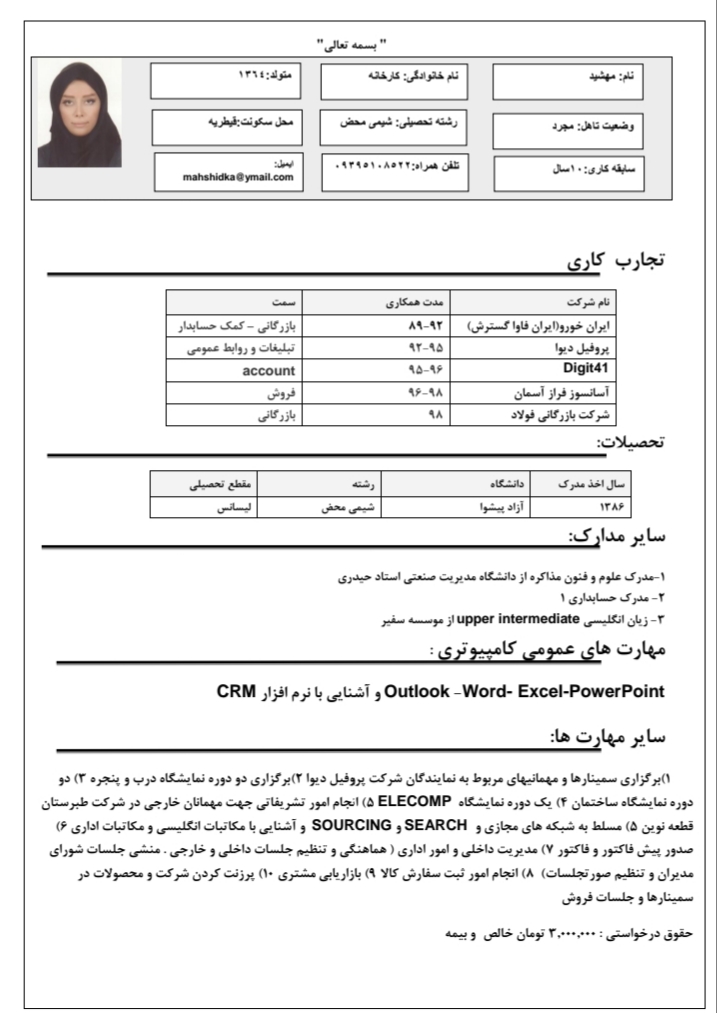 " بسمه تعالی"
نام: مهشید
نام خانوادگی: کارخانه
متولد:۱۳۶۴
وضعیت تاهل: مجرد
رشته تحصیلی: شیمی محض
محل سکونت:قیطریه
سابقه کاری:۱۰سال
تلفن همراه:۰۹۳۹۵۱۰۸۵۲۲
ایمیل:
mahshidka@ymail.com
تجارب کاری
نام شرکت مدت همکاری سمت
ایران خورو(ایران فاوا گسترش) ۸۹-۹۲ بازرگانی – کمک حسابدار
پروفیل دیوا ۹۲-۹۵ تبلیغات و روابط عمومی
Digit41 ۹۵-۹۶ account
آسانسوز فراز آسمان ۹۶-۹۸ فروش
شرکت بازرگانی فولاد ۹۸ بازرگانی
تحصیلات:
سال اخذ مدرک دانشگاه رشته مقطع تحصیلی
۱۳۸۶ آزاد پیشوا شیمی محض لیسانس
سایر مدارک:
۱-مدرک علوم و فنون مذاکره از دانشگاه مدیریت صنعتی استاد حیدری
۲- مدرک حسابداری ۱
۳- زبان انگلیسی upper intermediate از موسسه سفیر
مهارت های عمومی کامپیوتری :
Outlook –Word- Excel-PowerPoint و آشنایی با نرم افزار CRM
سایر مهارت ها:
۱)برگزاری سمینارها و مهمانیهای مربوط به نمایندگان شرکت پروفیل دیوا ۲)برگزاری دو دوره نمایشگاه درب و پنجره ۳) دو
دوره نمایشگاه ساختمان ۴) یک دوره نمایشگاه ELECOMP ۵) انجام امور تشریفاتی جهت مهمانان خارجی در شرکت طبرستان
قطعه نوین ۵) مسلط به شبکه های مجازی و SEARCH و SOURCING و آشنایی با مکاتبات انگلیسی و مکاتبات اداری ۶)
صدور پیش فاکتور و فاکتور ۷) مدیریت داخلی و امور اداری ( هماهنگی و تنظیم جلسات داخلی و خارجی . منشی جلسات شورای
مدیران و تنظیم صورتجلسات) ۸) انجام امور ثبت سفارش کالا ۹) بازاریابی مشتری ۱۰) پرزنت کردن شرکت و محصولات در
سمینارها و جلسات فروش
حقوق درخواستی : ۳,۰۰۰,۰۰۰ تومان خالص و بیمه